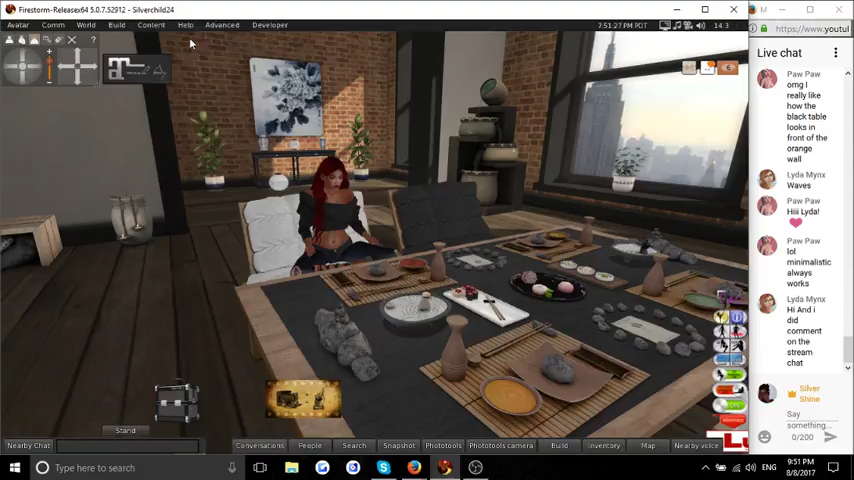 Firestorm-Releasex64 5.0.7.52912 - Silverchild24
Avatar Comm World Build Content Help Advanced Developer
2:51:27 PM PDT
14.3
Stand
Nearby Chat
Conversations People Search Snapshot Phototools Phototools camera Build Inventory Map Nearby voice
https://www.youtul
Live chat
Paw Paw
omg I
really like
how the
black table
looks in
front of the
orange
wall
Lyda Mynx
Waves
Paw Paw
Hiii Lyda!
Paw Paw
lol
minimalistic
always
works
Lyda Mynx
Hi And i
did
comment
on the
stream
chat
Silver
Shine
Say
something...
0/200
Type here to search
ENG
9:51 PM
8/8/2017